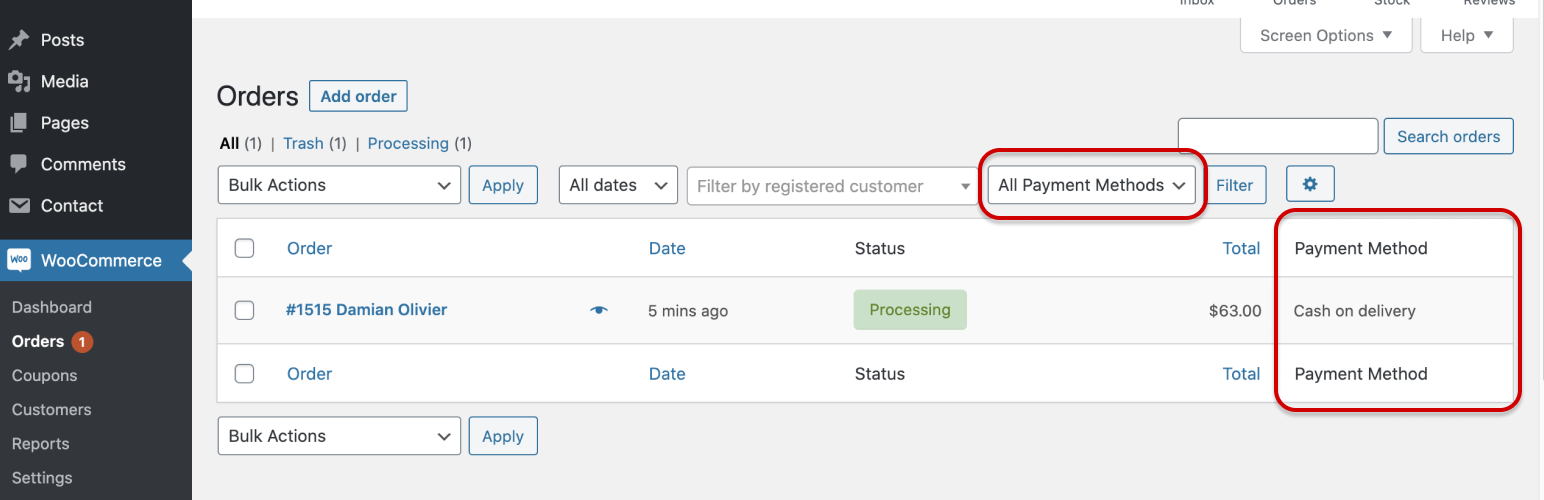 Inbox Orders Stock Reviews
Screen Options Help
Posts
Media
Pages
Comments
Contact
WooCommerce
Dashboard
Orders 1
Coupons
Customers
Reports
Settings
Orders Add order
All (1) | Trash (1) | Processing (1)
Search orders
Bulk Actions Apply All dates Filter by registered customer All Payment Methods Filter
Order Date Status Total Payment Method
#1515 Damian Olivier 5 mins ago Processing $63.00 Cash on delivery
Order Date Status Total Payment Method
Bulk Actions Apply